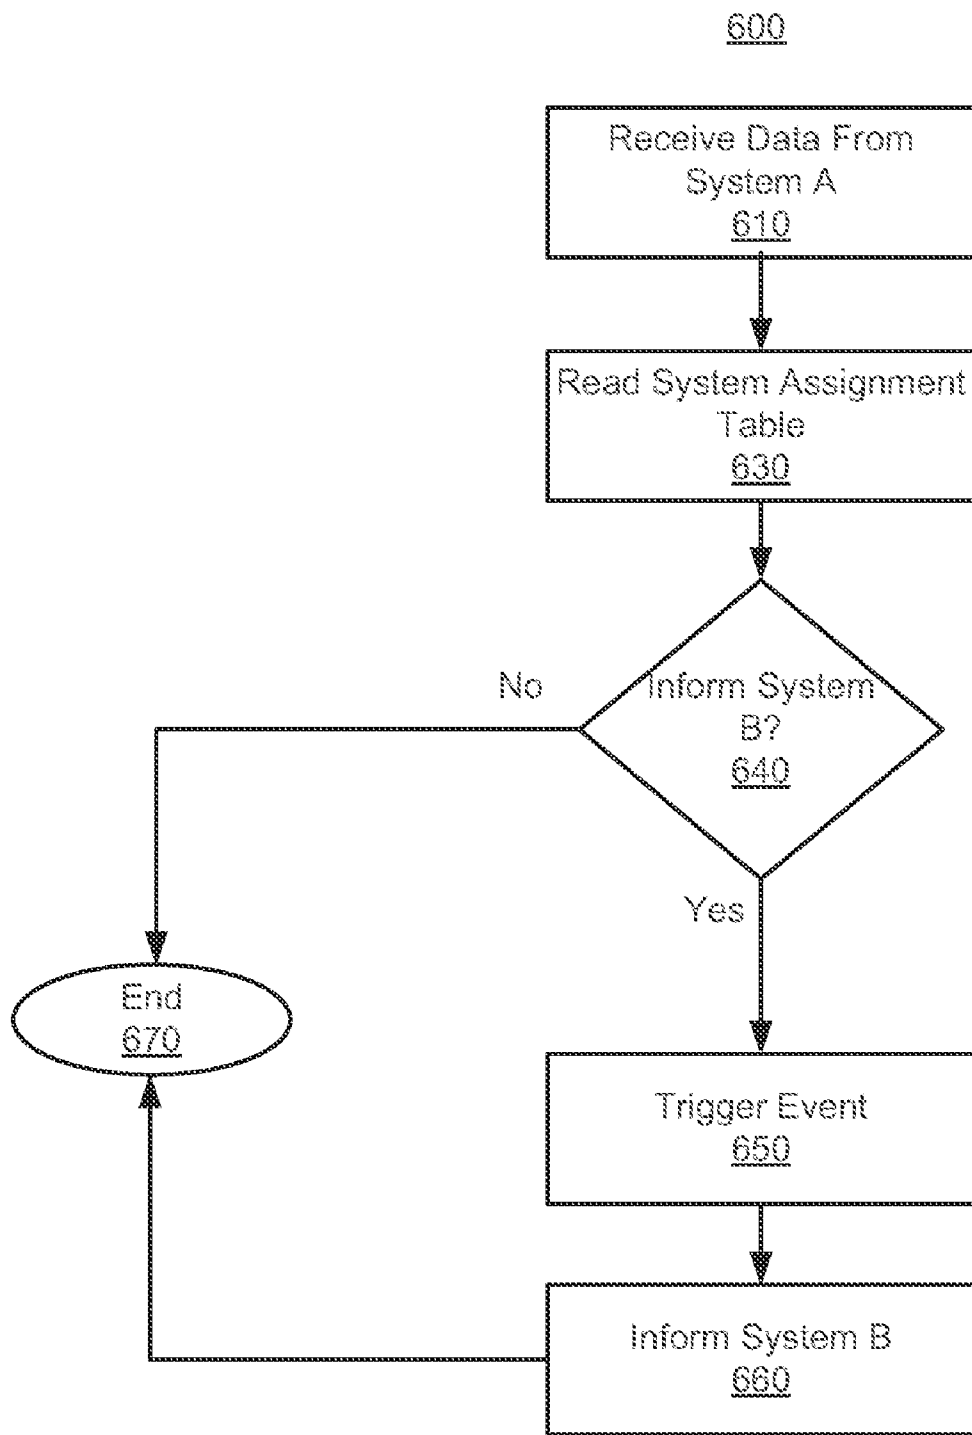 600
Receive Data From
System A
610
Read System Assignment
Table
630
No
Inform System
B?
640
Yes
End
670
Trigger Event
650
Inform System B
660